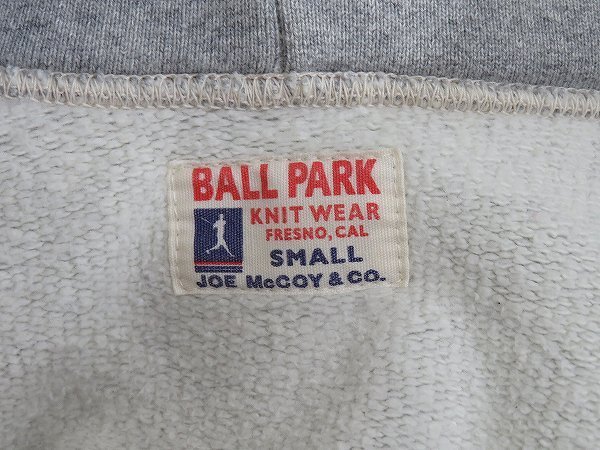 BALL PARK
KNIT WEAR
FRESNO, CAL
SMALL
JOE McCOY & CO.